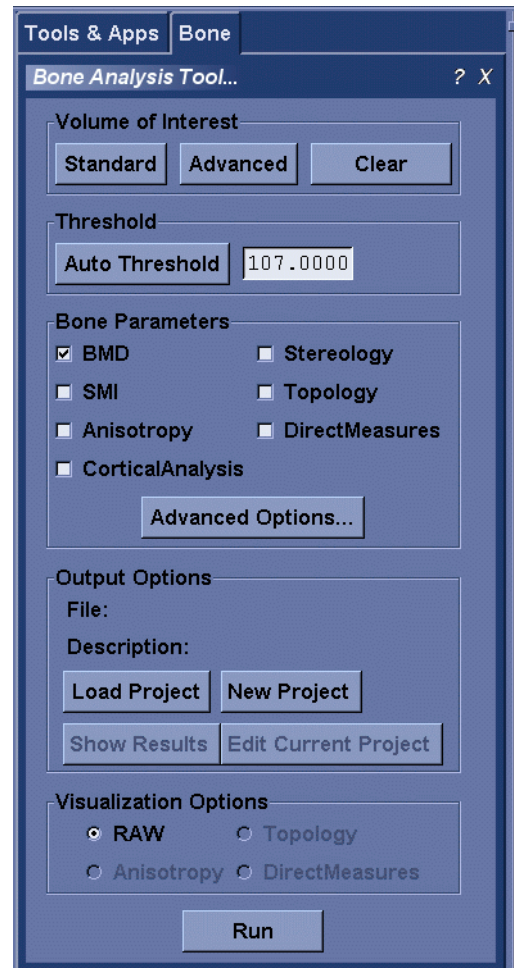 Tools & Apps Bone
Bone Analysis Tool... ? X
Volume of Interest
Standard Advanced Clear
Threshold
Auto Threshold 107.0000
Bone Parameters
BMD Stereology
SMI Topology
Anisotropy DirectMeasures
CorticalAnalysis
Advanced Options...
Output Options
File:
Description:
Load Project New Project
Show Results Edit Current Project
Visualization Options
RAW Topology
Anisotropy DirectMeasures
Run